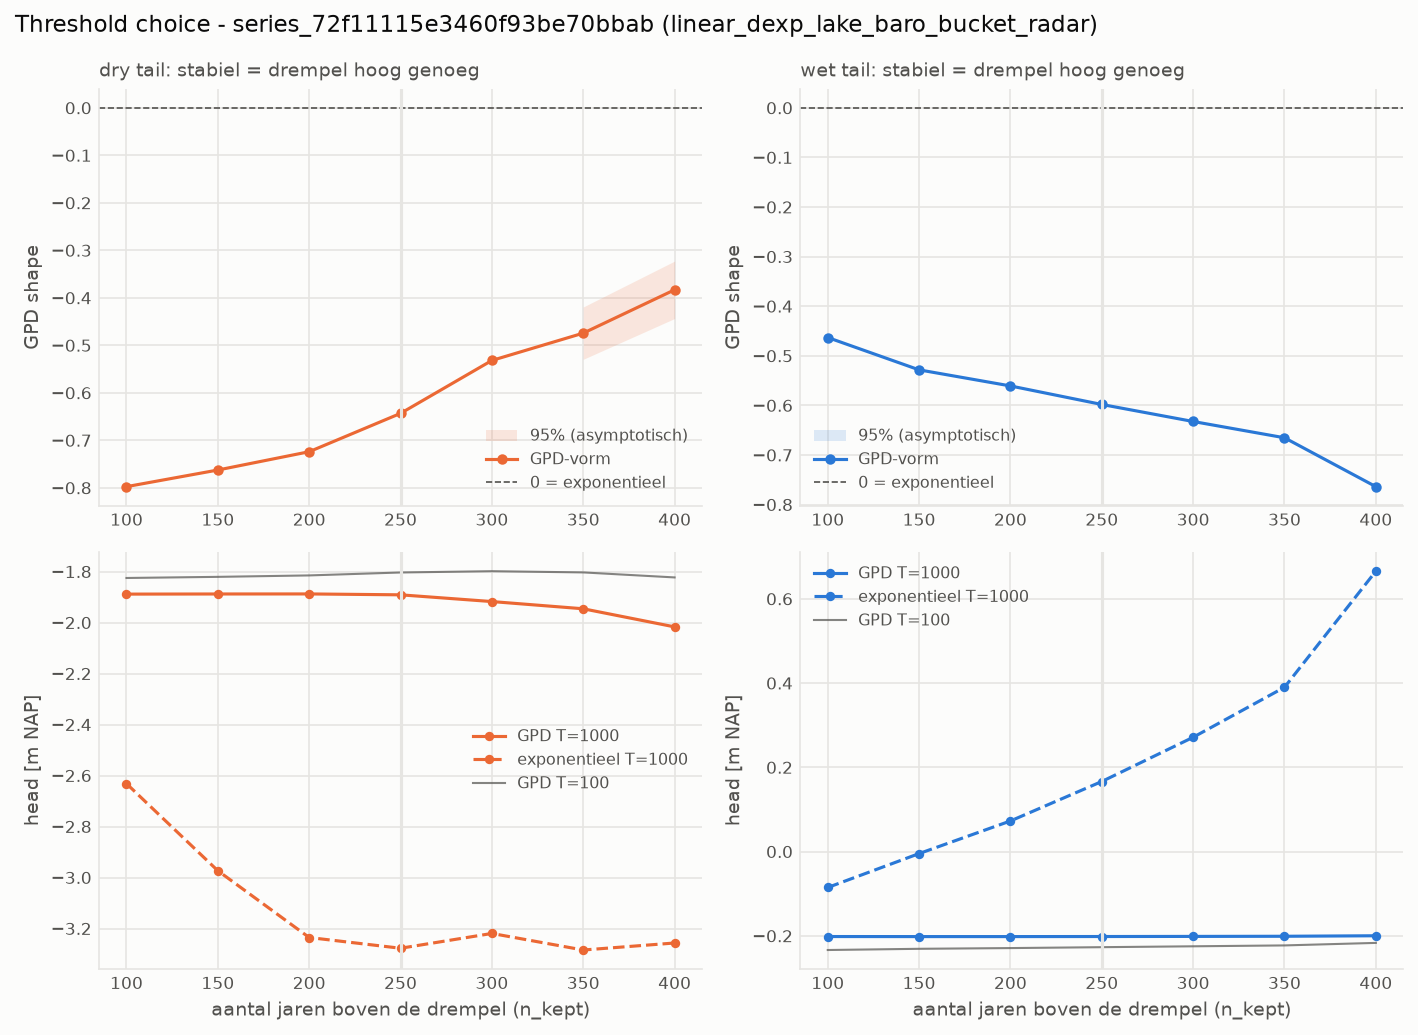 Threshold choice - series_72f11115e3460f93be70bbab (linear_dexp_lake_baro_bucket_radar)
dry tail: stabiel = drempel hoog genoeg
GPD shape
0.0
−0.1
−0.2
−0.3
−0.4
−0.5
−0.6
−0.7
−0.8
95% (asymptotisch)
GPD-vorm
0 = exponentieel
100 150 200 250 300 350 400
wet tail: stabiel = drempel hoog genoeg
GPD shape
0.0
−0.1
−0.2
−0.3
−0.4
−0.5
−0.6
−0.7
−0.8
95% (asymptotisch)
GPD-vorm
0 = exponentieel
100 150 200 250 300 350 400
head [m NAP]
−1.8
−2.0
−2.2
−2.4
−2.6
−2.8
−3.0
−3.2
GPD T=1000
exponentieel T=1000
GPD T=100
100 150 200 250 300 350 400
aantal jaren boven de drempel (n_kept)
head [m NAP]
0.6
0.4
0.2
0.0
−0.2
GPD T=1000
exponentieel T=1000
GPD T=100
100 150 200 250 300 350 400
aantal jaren boven de drempel (n_kept)